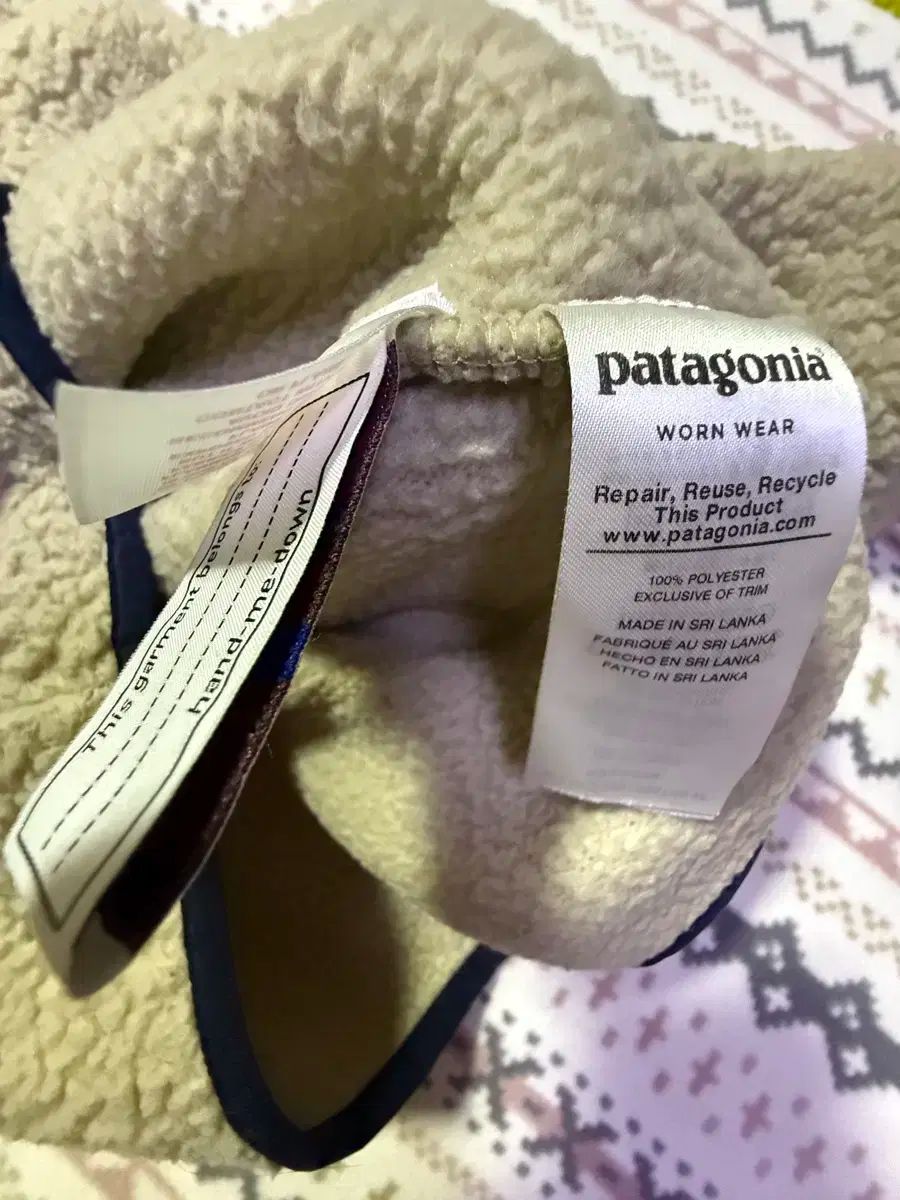 This garment belongs to:
hand-me-down
patagonia
WORN WEAR
Repair, Reuse, Recycle
This Product
www.patagonia.com
100% POLYESTER
EXCLUSIVE OF TRIM
MADE IN SRI LANKA
FABRIQUÉ AU SRI LANKA
HECHO EN SRI LANKA
FATTO IN SRI LANKA